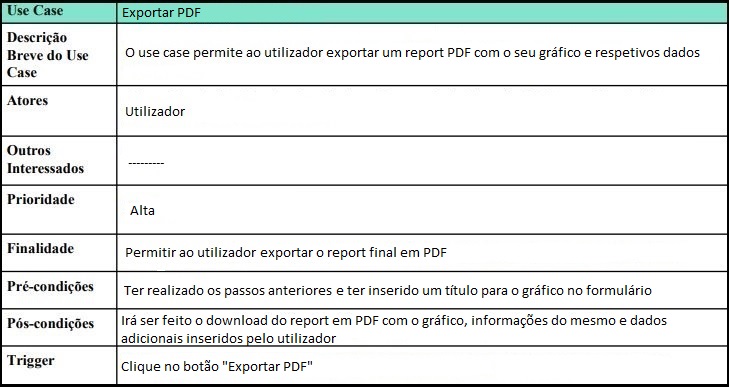 Use Case Exportar PDF
Descrição
Breve do Use
Case
O use case permite ao utilizador exportar um report PDF com o seu gráfico e respetivos dados
Atores
Utilizador
Outros
Interessados
---------
Prioridade
Alta
Finalidade
Permitir ao utilizador exportar o report final em PDF
Pré-condições
Ter realizado os passos anteriores e ter inserido um título para o gráfico no formulário
Pós-condições
Irá ser feito o download do report em PDF com o gráfico, informações do mesmo e dados
adicionais inseridos pelo utilizador
Trigger
Clique no botão "Exportar PDF"